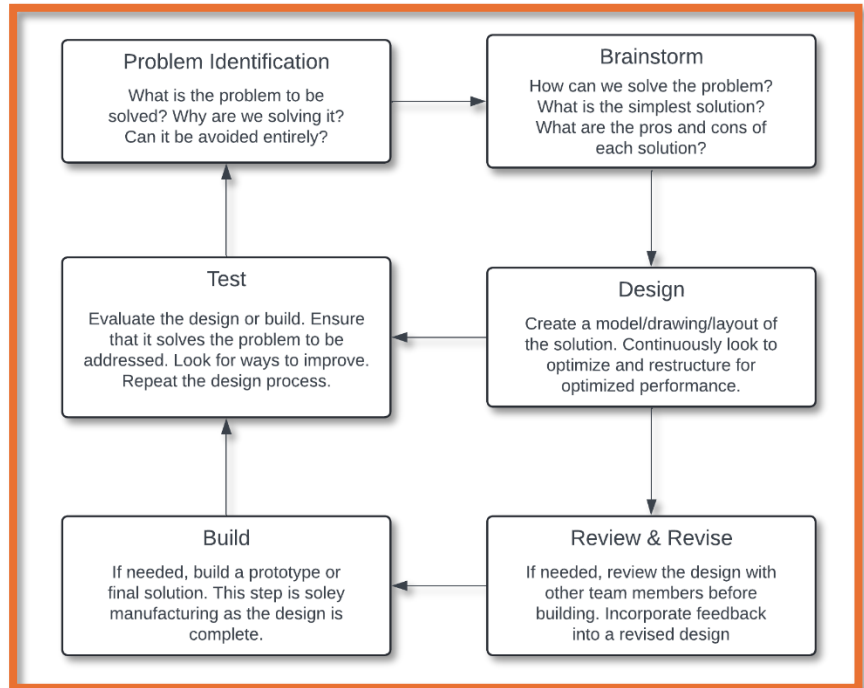 Problem Identification
What is the problem to be
solved? Why are we solving it?
Can it be avoided entirely?
Brainstorm
How can we solve the problem?
What is the simplest solution?
What are the pros and cons of
each solution?
Test
Evaluate the design or build. Ensure
that it solves the problem to be
addressed. Look for ways to improve.
Repeat the design process.
Design
Create a model/drawing/layout of
the solution. Continuously look to
optimize and restructure for
optimized performance.
Build
If needed, build a prototype or
final solution. This step is soley
manufacturing as the design is
complete.
Review & Revise
If needed, review the design with
other team members before
building. Incorporate feedback
into a revised design